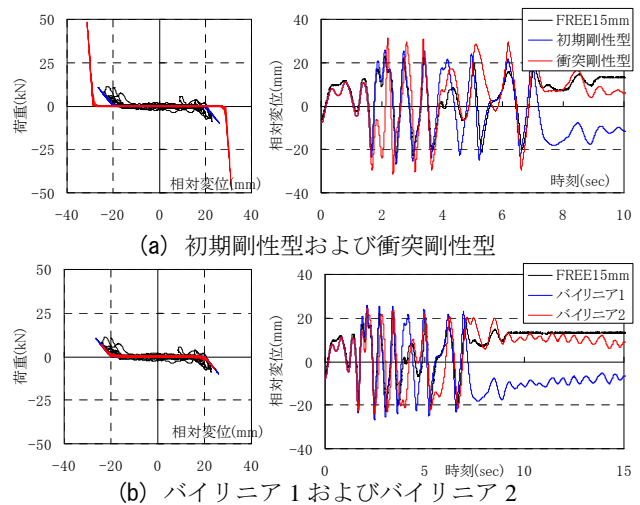 50
25
0
-25
-50
荷重(kN)
相対変位(mm)
-40 -20 0 20 40
40
20
0
-20
-40
相対変位(mm)
FREE15mm
初期剛性型
衝突剛性型
時刻(sec)
0 2 4 6 8 10
(a) 初期剛性型および衝突剛性型
50
25
0
-25
-50
荷重(kN)
相対変位(mm)
-40 -20 0 20 40
40
20
0
-20
-40
相対変位(mm)
FREE15mm
バイリニア1
バイリニア2
0 5 時刻(sec) 10 15
(b) バイリニア 1 およびバイリニア 2